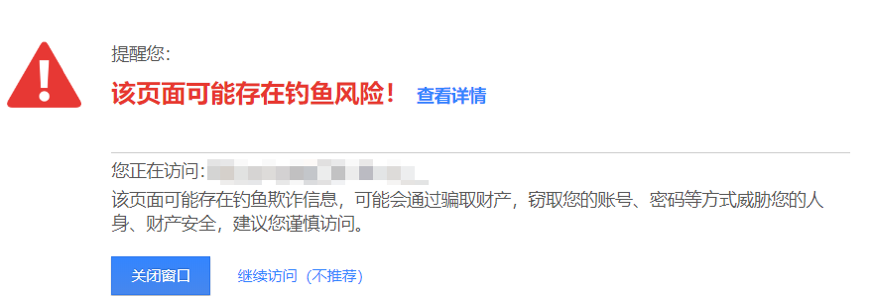 提醒您：
该页面可能存在钓鱼风险！ 查看详情
您正在访问：
该页面可能存在钓鱼欺诈信息，可能会通过骗取财产，窃取您的账号、密码等方式威胁您的人
身、财产安全，建议您谨慎访问。
关闭窗口 继续访问（不推荐）